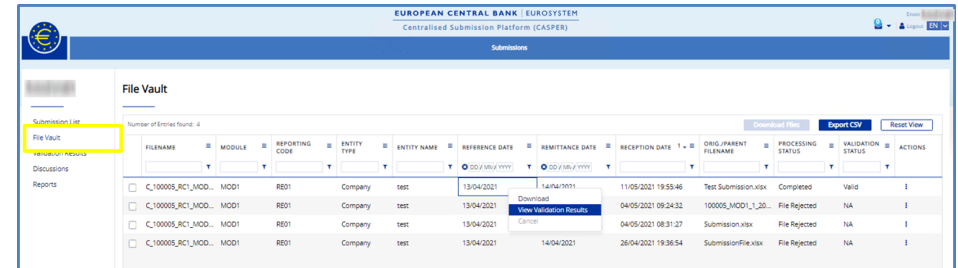 EUROPEAN CENTRAL BANK | EUROSYSTEM
Centralised Submission Platform (CASPER)
Logout EN
Submissions
File Vault
Submission List
File Vault
Validation Results
Discussions
Reports
Number of Entries found: 4
Download Files Export CSV Reset View
FILENAME MODULE REPORTING CODE ENTITY TYPE ENTITY NAME REFERENCE DATE REMITTANCE DATE RECEPTION DATE 1 ORIG./PARENT FILENAME PROCESSING STATUS VALIDATION STATUS ACTIONS
DD / MM / YYYY DD / MM / YYYY
C_100005_RC1_MOD... MOD1 RE01 Company test 13/04/2021 14/04/2021 11/05/2021 19:55:46 Test Submission.xlsx Completed Valid
Download
C_100005_RC1_MOD... MOD1 RE01 Company test 13/04/2021 04/05/2021 09:24:32 100005_MOD1_1_20... File Rejected NA
View Validation Results
Cancel
C_100005_RC1_MOD... MOD1 RE01 Company test 13/04/2021 04/05/2021 08:31:27 Submission.xlsx File Rejected NA
C_100005_RC1_MOD... MOD1 RE01 Company test 13/04/2021 14/04/2021 26/04/2021 19:36:54 SubmissionFile.xlsx File Rejected NA